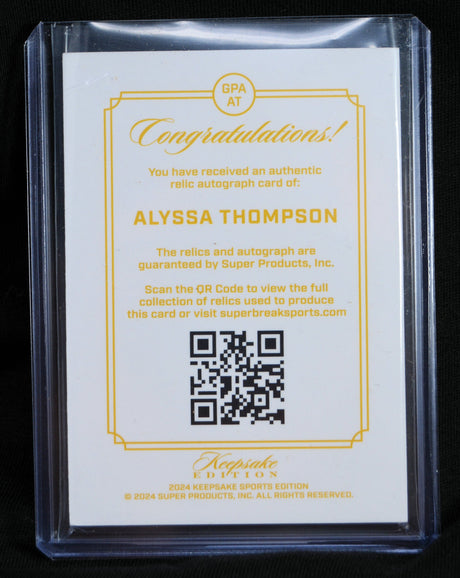 GPA
AT
Congratulations!
You have received an authentic
relic autograph card of:
ALYSSA THOMPSON
The relics and autograph are
guaranteed by Super Products, Inc.
Scan the QR Code to view the full
collection of relics used to produce
this card or visit superbreaksports.com
Keepsake
EDITION
2024 KEEPSAKE SPORTS EDITION
© 2024 SUPER PRODUCTS, INC. ALL RIGHTS RESERVED.